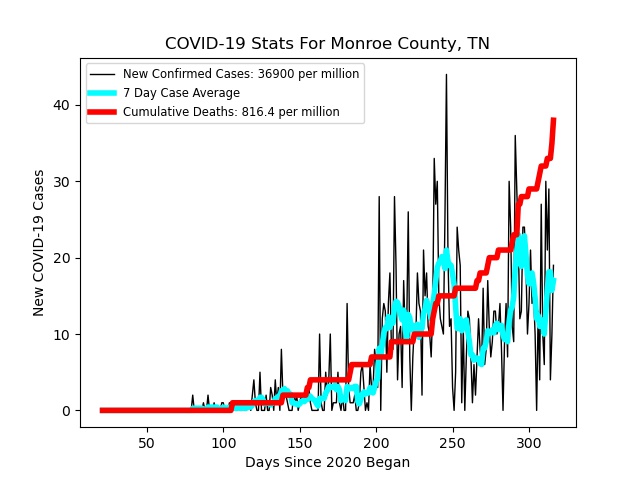 COVID-19 Stats For Monroe County, TN
New Confirmed Cases: 36900 per million
7 Day Case Average
Cumulative Deaths: 816.4 per million
New COVID-19 Cases
40
30
20
10
0
50 100 150 200 250 300
Days Since 2020 Began